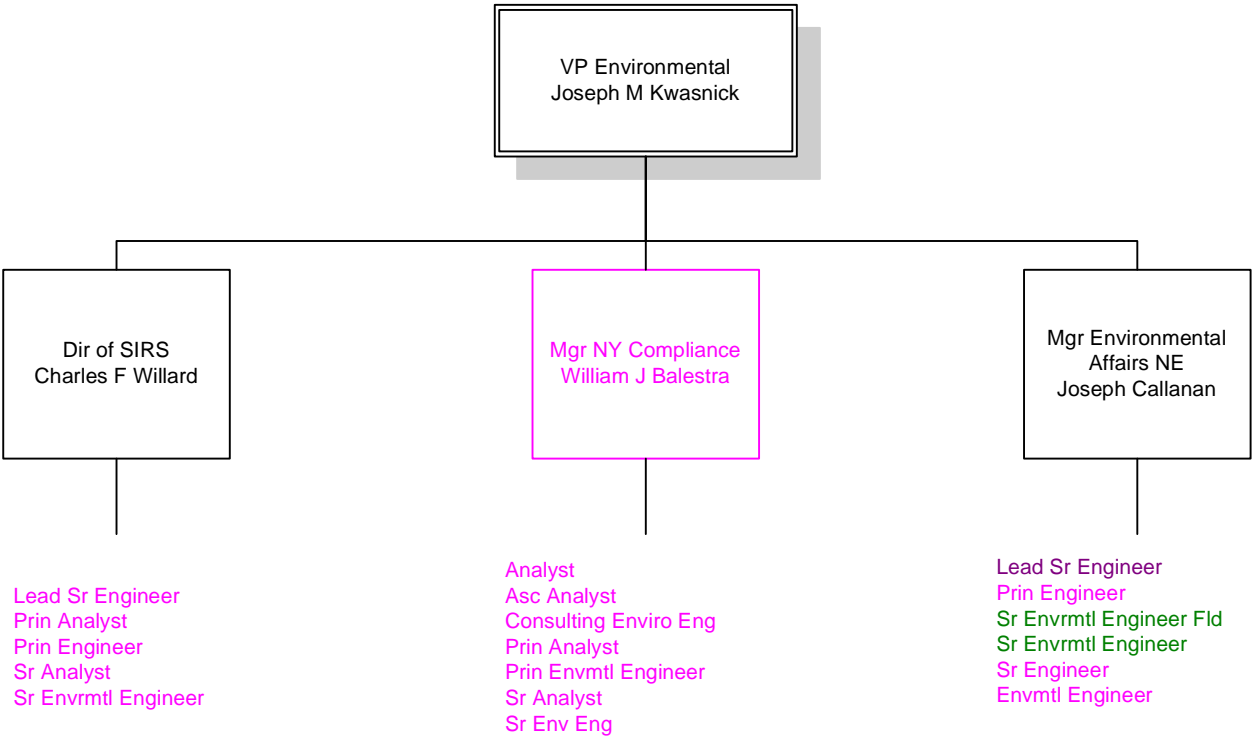 VP Environmental
Joseph M Kwasnick
Dir of SIRS
Charles F Willard
Mgr NY Compliance
William J Balestra
Mgr Environmental
Affairs NE
Joseph Callanan
Lead Sr Engineer
Prin Analyst
Prin Engineer
Sr Analyst
Sr Envrmtl Engineer
Analyst
Asc Analyst
Consulting Enviro Eng
Prin Analyst
Prin Envmtl Engineer
Sr Analyst
Sr Env Eng
Lead Sr Engineer
Prin Engineer
Sr Envrmtl Engineer Fld
Sr Envrmtl Engineer
Sr Engineer
Envmtl Engineer